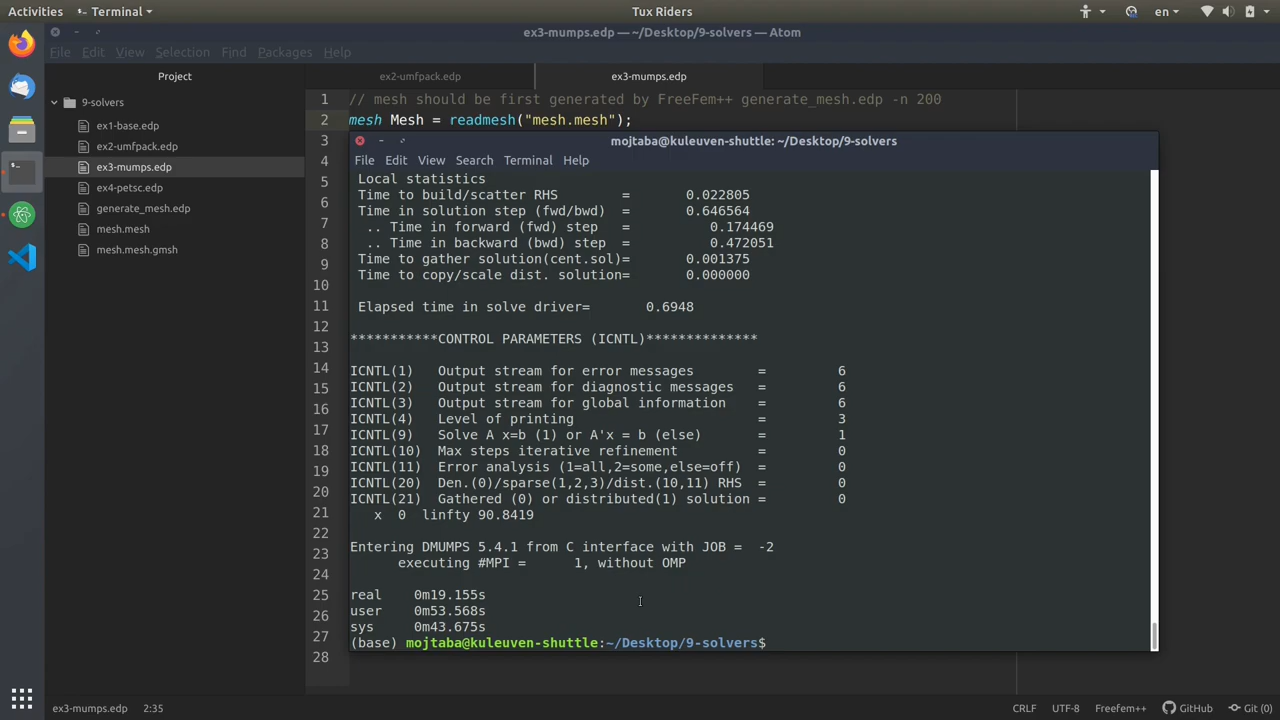 Activities Terminal Tux Riders en
ex3-mumps.edp — ~/Desktop/9-solvers — Atom
File Edit View Selection Find Packages Help
Project ex2-umfpack.edp ex3-mumps.edp
9-solvers
ex1-base.edp
ex2-umfpack.edp
ex3-mumps.edp
ex4-petsc.edp
generate_mesh.edp
mesh.mesh
mesh.mesh.gmsh
1 // mesh should be first generated by FreeFem++ generate_mesh.edp -n 200
2 mesh Mesh = readmesh("mesh.mesh");
3
4
5
6
7
8
9
10
11
12
13
14
15
16
17
18
19
20
21
22
23
24
25
26
27
28
mojtaba@kuleuven-shuttle: ~/Desktop/9-solvers
File Edit View Search Terminal Help
Local statistics
Time to build/scatter RHS = 0.022805
Time in solution step (fwd/bwd) = 0.646564
.. Time in forward (fwd) step = 0.174469
.. Time in backward (bwd) step = 0.472051
Time to gather solution(cent.sol)= 0.001375
Time to copy/scale dist. solution= 0.000000
Elapsed time in solve driver= 0.6948
***********CONTROL PARAMETERS (ICNTL)**************
ICNTL(1) Output stream for error messages = 6
ICNTL(2) Output stream for diagnostic messages = 6
ICNTL(3) Output stream for global information = 6
ICNTL(4) Level of printing = 3
ICNTL(9) Solve A x=b (1) or A'x = b (else) = 1
ICNTL(10) Max steps iterative refinement = 0
ICNTL(11) Error analysis (1=all,2=some,else=off) = 0
ICNTL(20) Den.(0)/sparse(1,2,3)/dist.(10,11) RHS = 0
ICNTL(21) Gathered (0) or distributed(1) solution = 0
x 0 linfty 90.8419
Entering DMUMPS 5.4.1 from C interface with JOB = -2
executing #MPI = 1, without OMP
real 0m19.155s
user 0m53.568s
sys 0m43.675s
(base) mojtaba@kuleuven-shuttle:~/Desktop/9-solvers$
ex3-mumps.edp 2:35 CRLF UTF-8 Freefem++ GitHub Git (0)